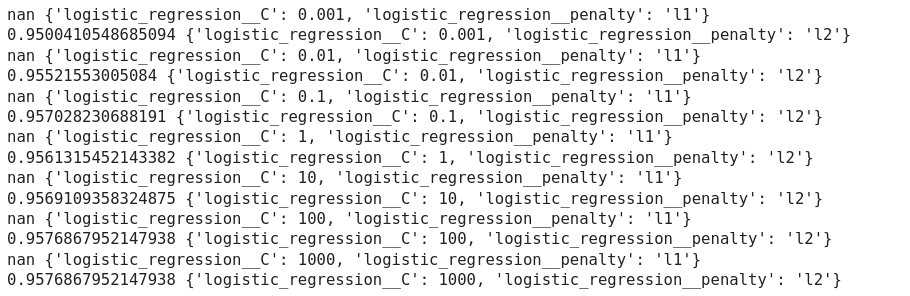 nan {'logistic_regression__C': 0.001, 'logistic_regression__penalty': 'l1'}
0.9500410548685094 {'logistic_regression__C': 0.001, 'logistic_regression__penalty': 'l2'}
nan {'logistic_regression__C': 0.01, 'logistic_regression__penalty': 'l1'}
0.95521553005084 {'logistic_regression__C': 0.01, 'logistic_regression__penalty': 'l2'}
nan {'logistic_regression__C': 0.1, 'logistic_regression__penalty': 'l1'}
0.957028230688191 {'logistic_regression__C': 0.1, 'logistic_regression__penalty': 'l2'}
nan {'logistic_regression__C': 1, 'logistic_regression__penalty': 'l1'}
0.9561315452143382 {'logistic_regression__C': 1, 'logistic_regression__penalty': 'l2'}
nan {'logistic_regression__C': 10, 'logistic_regression__penalty': 'l1'}
0.9569109358324875 {'logistic_regression__C': 10, 'logistic_regression__penalty': 'l2'}
nan {'logistic_regression__C': 100, 'logistic_regression__penalty': 'l1'}
0.9576867952147938 {'logistic_regression__C': 100, 'logistic_regression__penalty': 'l2'}
nan {'logistic_regression__C': 1000, 'logistic_regression__penalty': 'l1'}
0.9576867952147938 {'logistic_regression__C': 1000, 'logistic_regression__penalty': 'l2'}